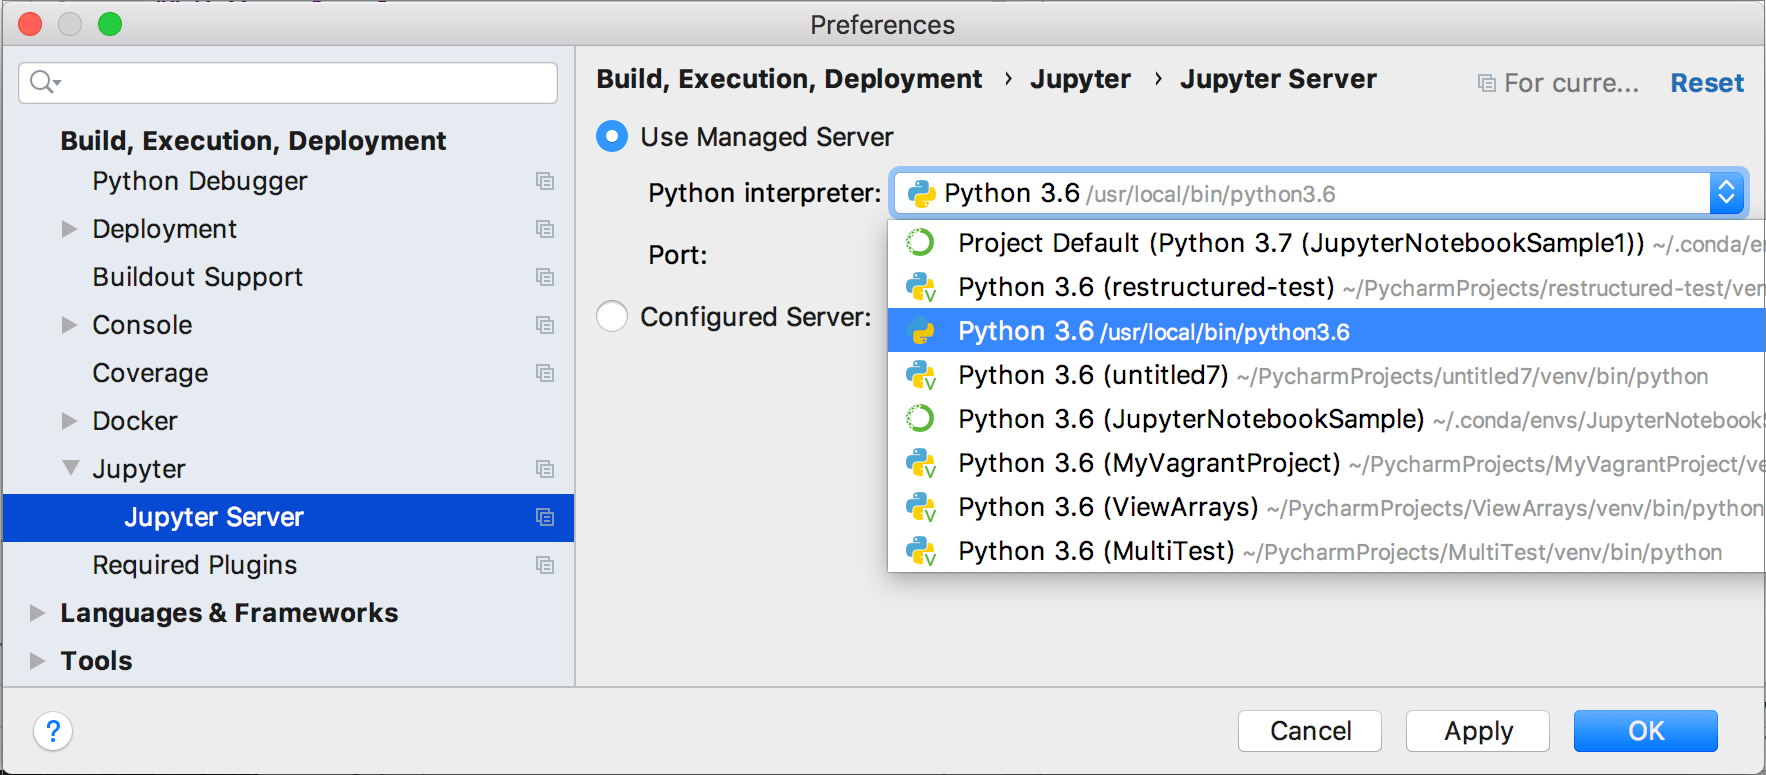 Preferences
Build, Execution, Deployment
Python Debugger
Deployment
Buildout Support
Console
Coverage
Docker
Jupyter
Jupyter Server
Required Plugins
Languages & Frameworks
Tools
Build, Execution, Deployment › Jupyter › Jupyter Server
For curre...
Reset
Use Managed Server
Python interpreter:
Python 3.6 /usr/local/bin/python3.6
Project Default (Python 3.7 (JupyterNotebookSample1)) ~/.conda/e
Python 3.6 (restructured-test) ~/PycharmProjects/restructured-test/ven
Python 3.6 /usr/local/bin/python3.6
Python 3.6 (untitled7) ~/PycharmProjects/untitled7/venv/bin/python
Python 3.6 (JupyterNotebookSample) ~/.conda/envs/JupyterNotebookS
Python 3.6 (MyVagrantProject) ~/PycharmProjects/MyVagrantProject/ve
Python 3.6 (ViewArrays) ~/PycharmProjects/ViewArrays/venv/bin/python
Python 3.6 (MultiTest) ~/PycharmProjects/MultiTest/venv/bin/python
Port:
Configured Server:
?
Cancel
Apply
OK